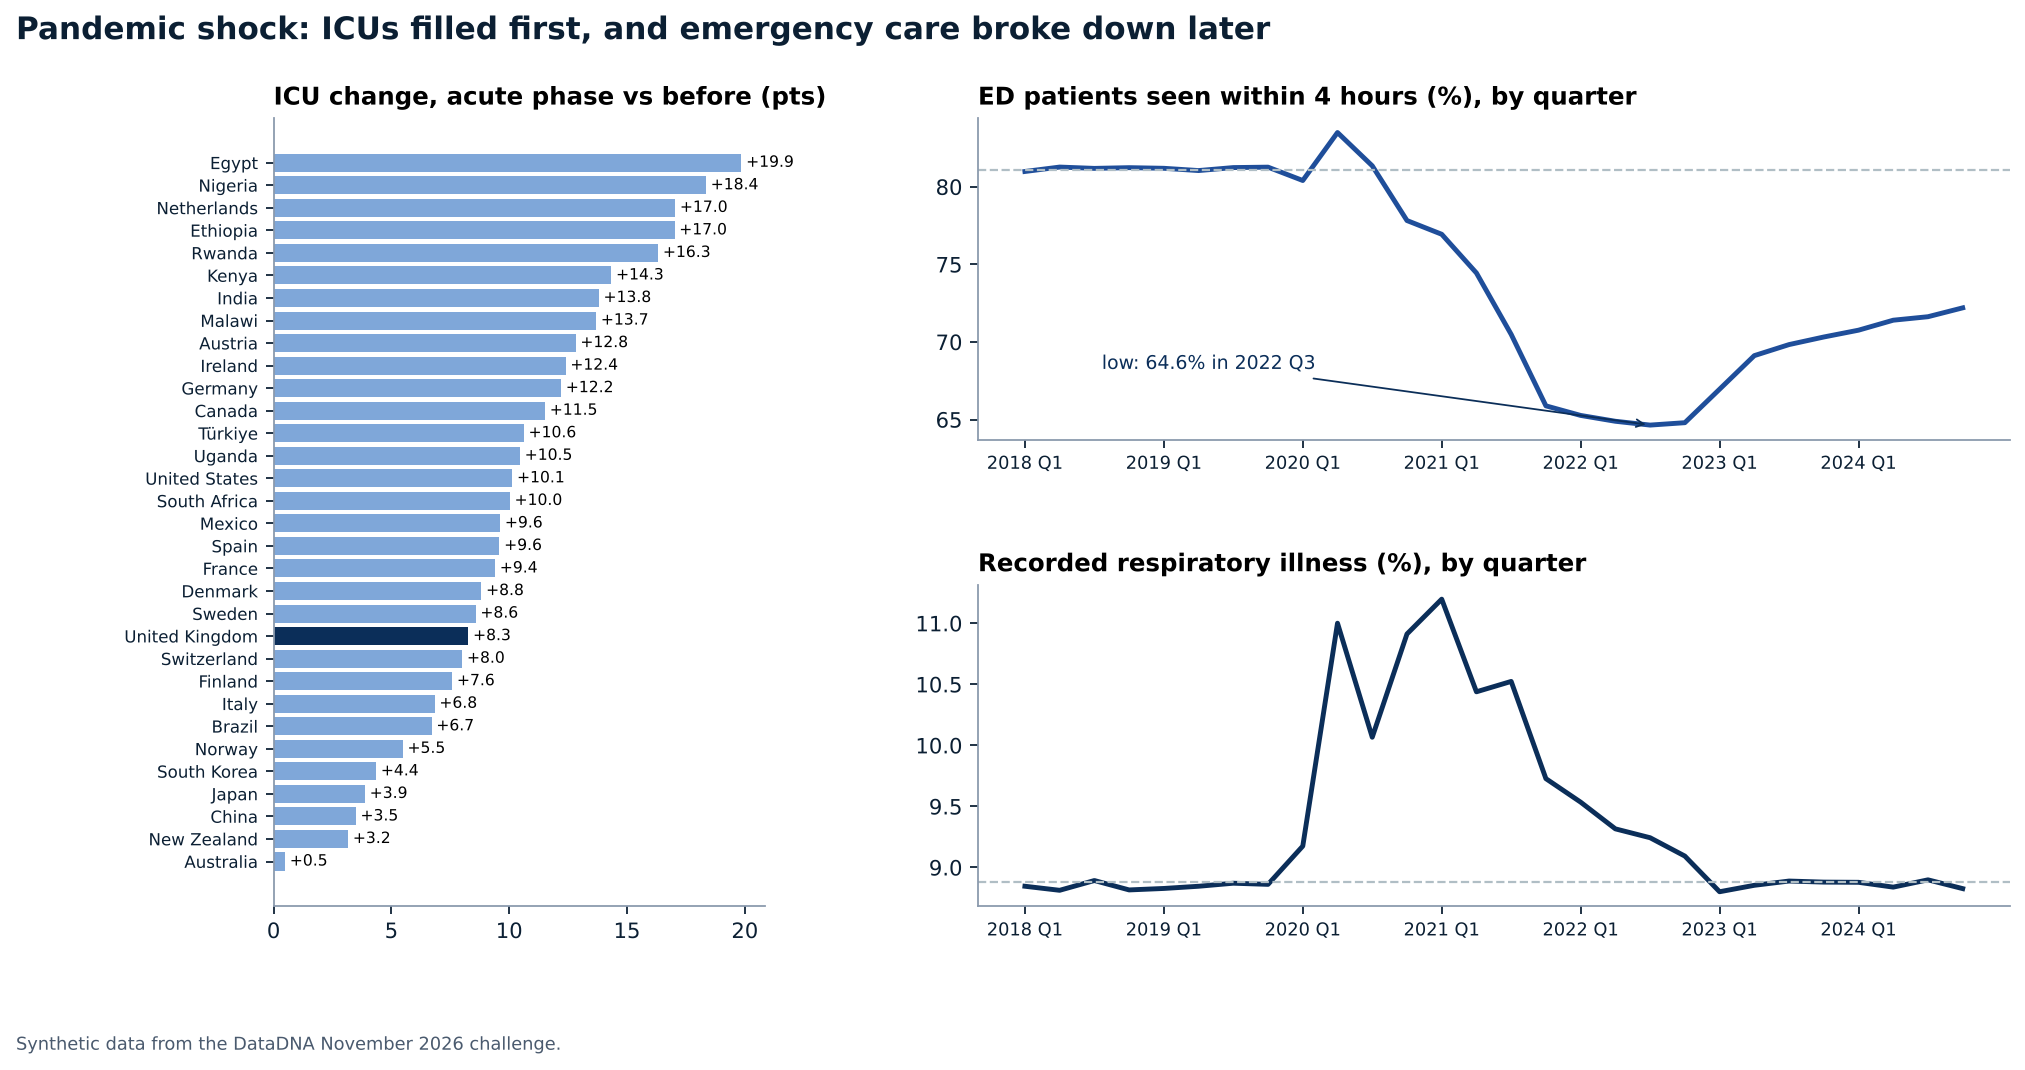 Pandemic shock: ICUs filled first, and emergency care broke down later
ICU change, acute phase vs before (pts)
Egypt +19.9
Nigeria +18.4
Netherlands +17.0
Ethiopia +17.0
Rwanda +16.3
Kenya +14.3
India +13.8
Malawi +13.7
Austria +12.8
Ireland +12.4
Germany +12.2
Canada +11.5
Türkiye +10.6
Uganda +10.5
United States +10.1
South Africa +10.0
Mexico +9.6
Spain +9.6
France +9.4
Denmark +8.8
Sweden +8.6
United Kingdom +8.3
Switzerland +8.0
Finland +7.6
Italy +6.8
Brazil +6.7
Norway +5.5
South Korea +4.4
Japan +3.9
China +3.5
New Zealand +3.2
Australia +0.5
0 5 10 15 20
ED patients seen within 4 hours (%), by quarter
80
75
70
65
low: 64.6% in 2022 Q3
2018 Q1 2019 Q1 2020 Q1 2021 Q1 2022 Q1 2023 Q1 2024 Q1
Recorded respiratory illness (%), by quarter
11.0
10.5
10.0
9.5
9.0
2018 Q1 2019 Q1 2020 Q1 2021 Q1 2022 Q1 2023 Q1 2024 Q1
Synthetic data from the DataDNA November 2026 challenge.